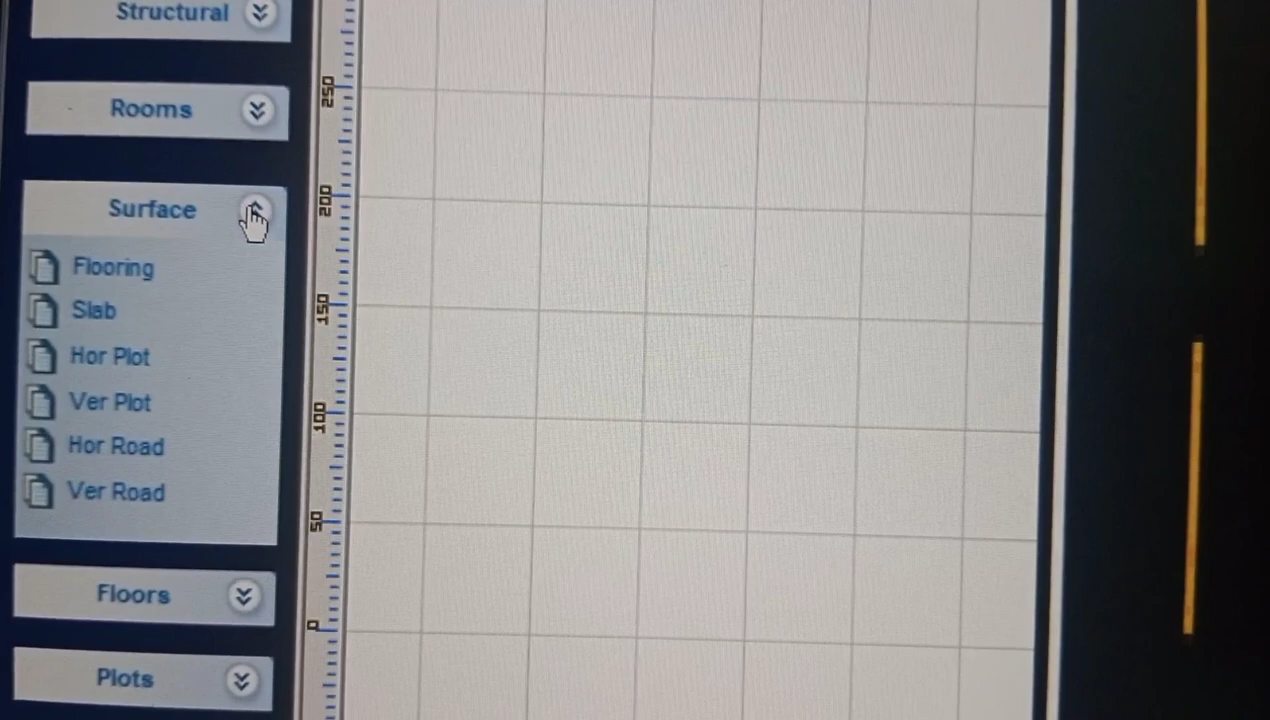 Structural
Rooms
Surface
Flooring
Slab
Hor Plot
Ver Plot
Hor Road
Ver Road
Floors
Plots
250
200
150
100
50
0